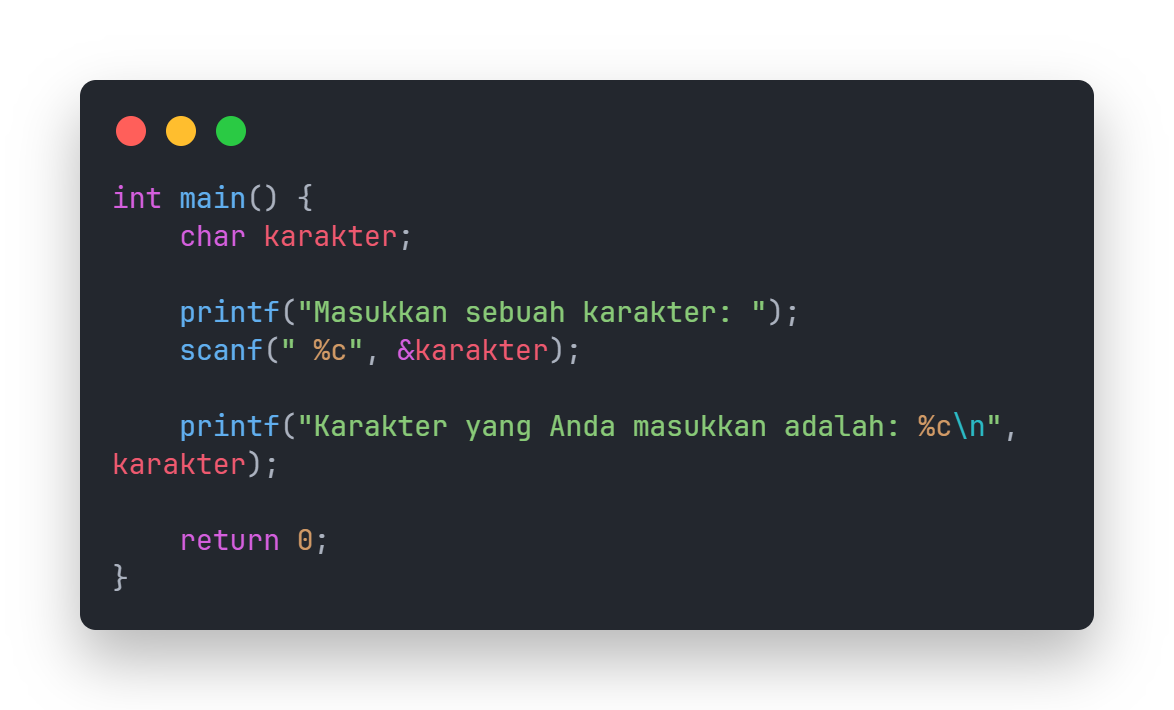 int main() {
    char karakter;

    printf("Masukkan sebuah karakter: ");
    scanf(" %c", &karakter);

    printf("Karakter yang Anda masukkan adalah: %c\n",
karakter);

    return 0;
}